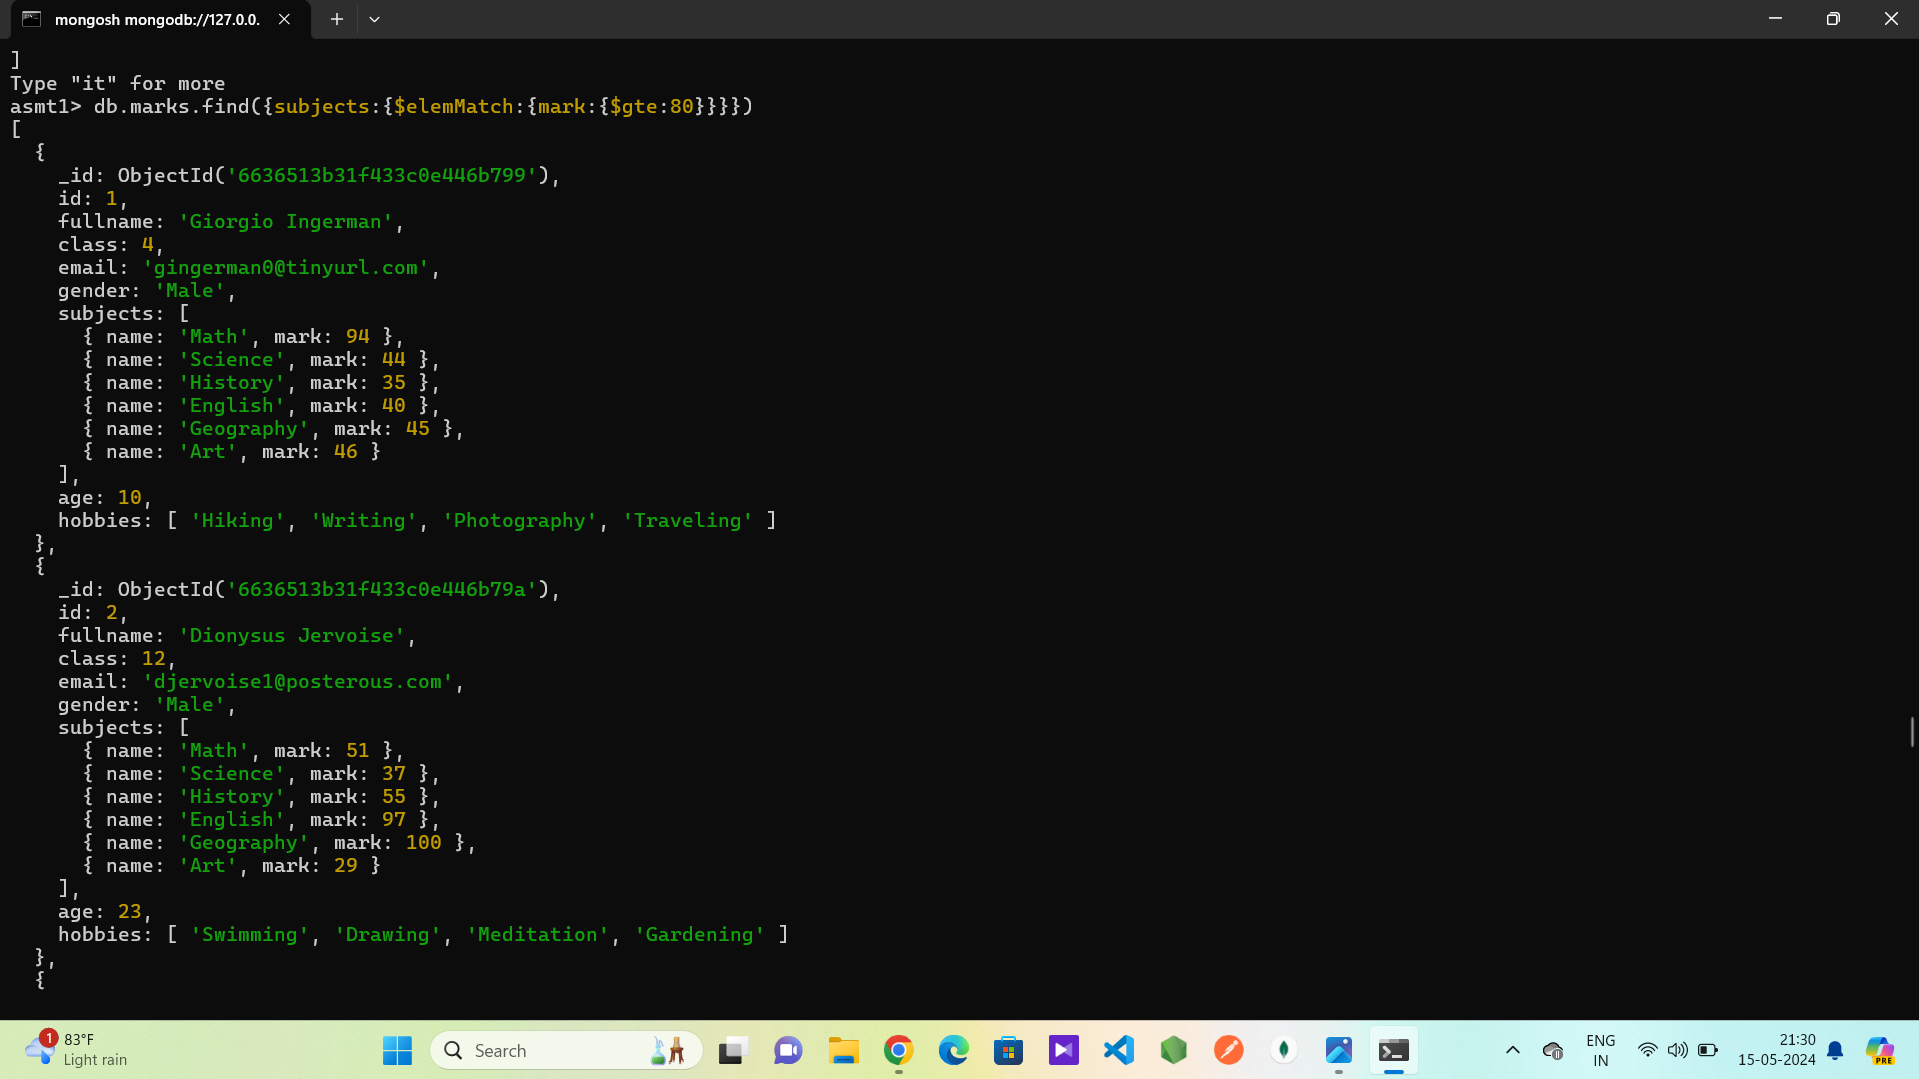 mongosh mongodb://127.0.0.
]
Type "it" for more
asmt1> db.marks.find({subjects:{$elemMatch:{mark:{$gte:80}}}})
[
  {
    _id: ObjectId('6636513b31f433c0e446b799'),
    id: 1,
    fullname: 'Giorgio Ingerman',
    class: 4,
    email: 'gingerman0@tinyurl.com',
    gender: 'Male',
    subjects: [
      { name: 'Math', mark: 94 },
      { name: 'Science', mark: 44 },
      { name: 'History', mark: 35 },
      { name: 'English', mark: 40 },
      { name: 'Geography', mark: 45 },
      { name: 'Art', mark: 46 }
    ],
    age: 10,
    hobbies: [ 'Hiking', 'Writing', 'Photography', 'Traveling' ]
  },
  {
    _id: ObjectId('6636513b31f433c0e446b79a'),
    id: 2,
    fullname: 'Dionysus Jervoise',
    class: 12,
    email: 'djervoise1@posterous.com',
    gender: 'Male',
    subjects: [
      { name: 'Math', mark: 51 },
      { name: 'Science', mark: 37 },
      { name: 'History', mark: 55 },
      { name: 'English', mark: 97 },
      { name: 'Geography', mark: 100 },
      { name: 'Art', mark: 29 }
    ],
    age: 23,
    hobbies: [ 'Swimming', 'Drawing', 'Meditation', 'Gardening' ]
  },
  {
1
83°F
Light rain
Search
ENG
IN
21:30
15-05-2024
PRE